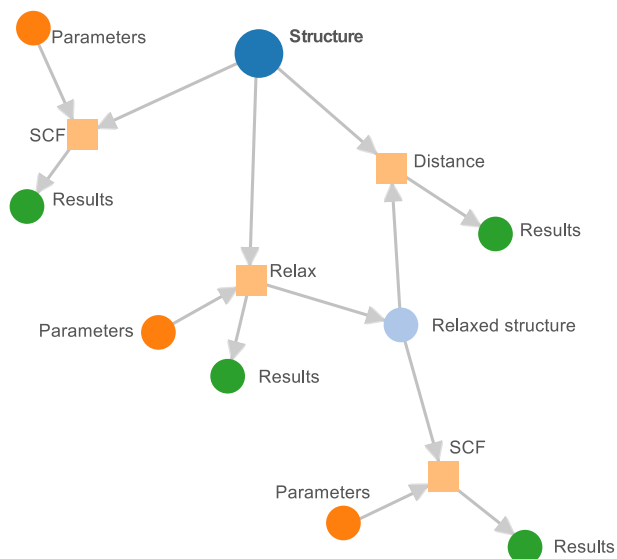 Parameters
Structure
SCF
Distance
Results
Results
Relax
Parameters
Relaxed structure
Results
SCF
Parameters
Results